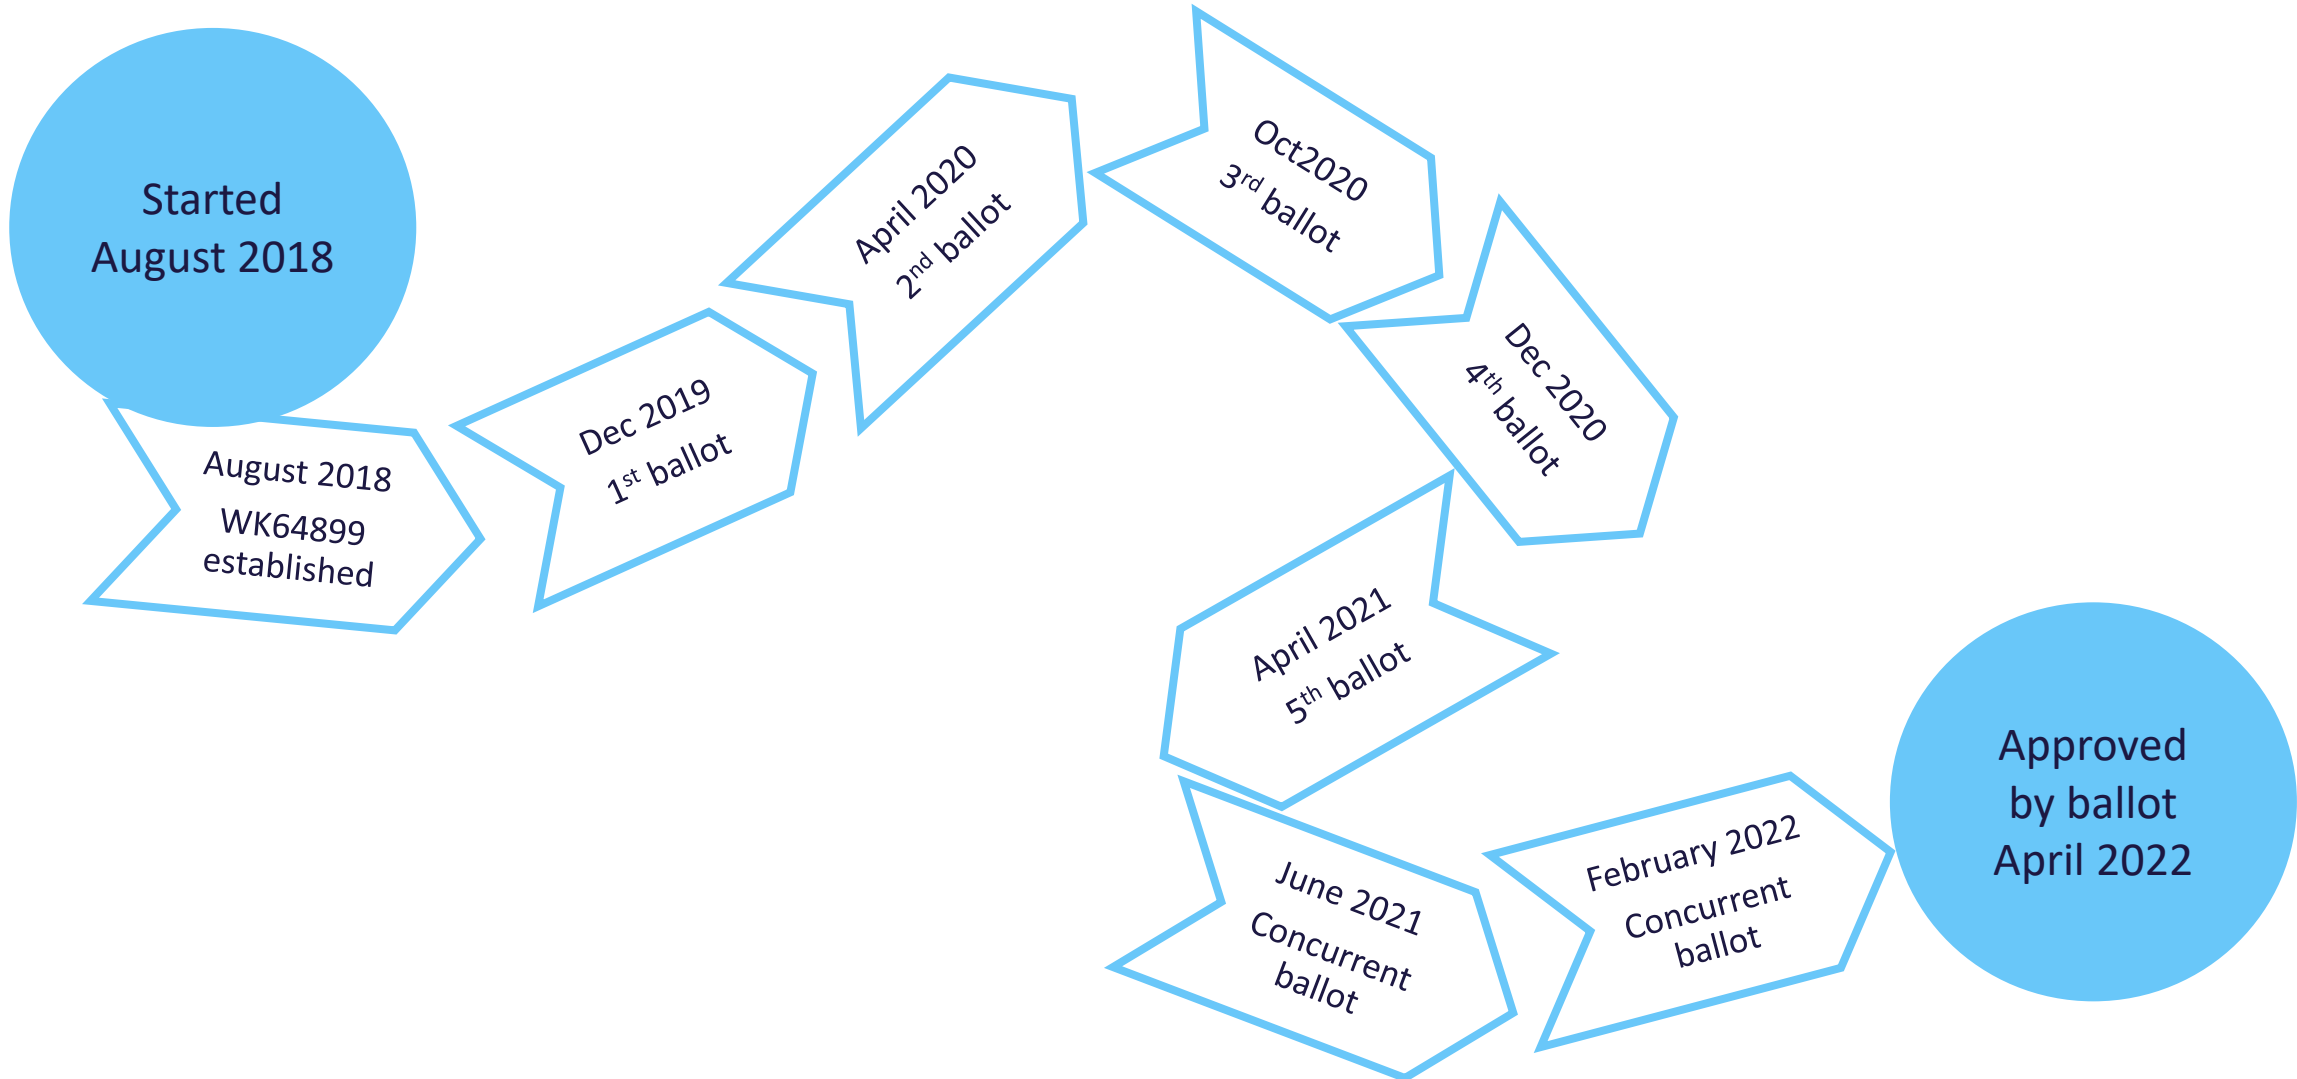 Started
August 2018
August 2018
WK64899
established
Dec 2019
1st ballot
April 2020
2nd ballot
Oct2020
3rd ballot
Dec 2020
4th ballot
April 2021
5th ballot
June 2021
Concurrent
ballot
February 2022
Concurrent
ballot
Approved
by ballot
April 2022